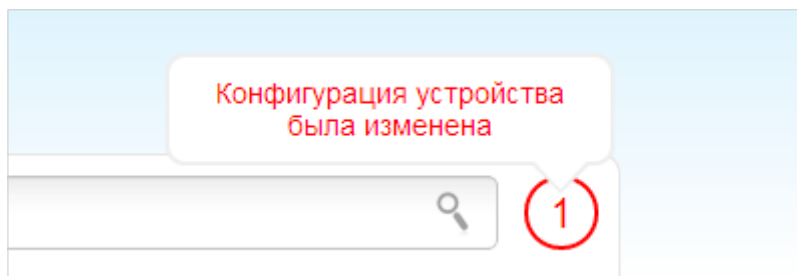 Конфигурация устройства
была изменена
1